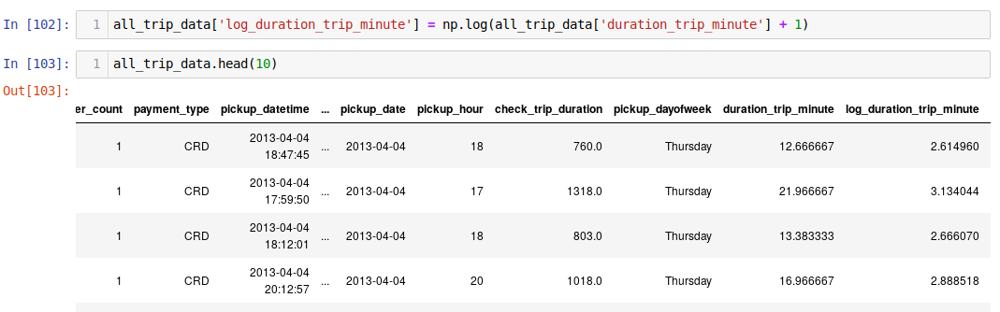 In [102]: 1 all_trip_data['log_duration_trip_minute'] = np.log(all_trip_data['duration_trip_minute'] + 1)
In [103]: 1 all_trip_data.head(10)
Out[103]:
er_count payment_type pickup_datetime ... pickup_date pickup_hour check_trip_duration pickup_dayofweek duration_trip_minute log_duration_trip_minute
1 CRD 2013-04-04 ... 2013-04-04 18 760.0 Thursday 12.666667 2.614960
18:47:45
1 CRD 2013-04-04 ... 2013-04-04 17 1318.0 Thursday 21.966667 3.134044
17:59:50
1 CRD 2013-04-04 ... 2013-04-04 18 803.0 Thursday 13.383333 2.666070
18:12:01
1 CRD 2013-04-04 ... 2013-04-04 20 1018.0 Thursday 16.966667 2.888518
20:12:57